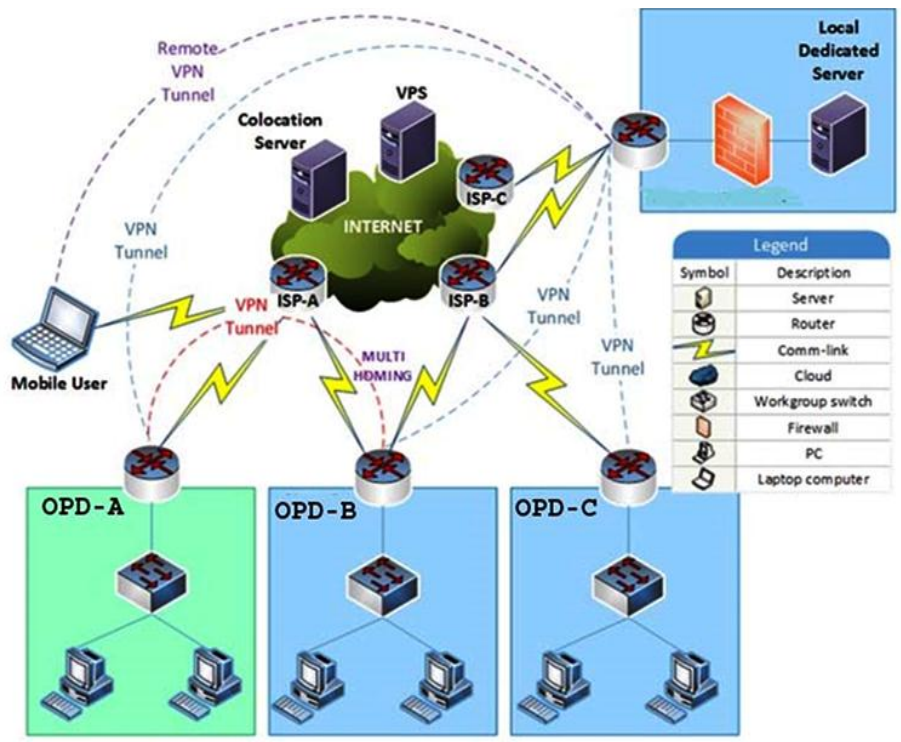 Remote
VPN
Tunnel
Colocation
Server
VPS
Local
Dedicated
Server
ISP-C
INTERNET
VPN
Tunnel
ISP-A
ISP-B
VPN
Tunnel
VPN
Tunnel
VPN
Tunnel
MULTI
HOMING
Mobile User
Legend
Symbol Description
Server
Router
Comm-link
Cloud
Workgroup switch
Firewall
PC
Laptop computer
OPD-A
OPD-B
OPD-C